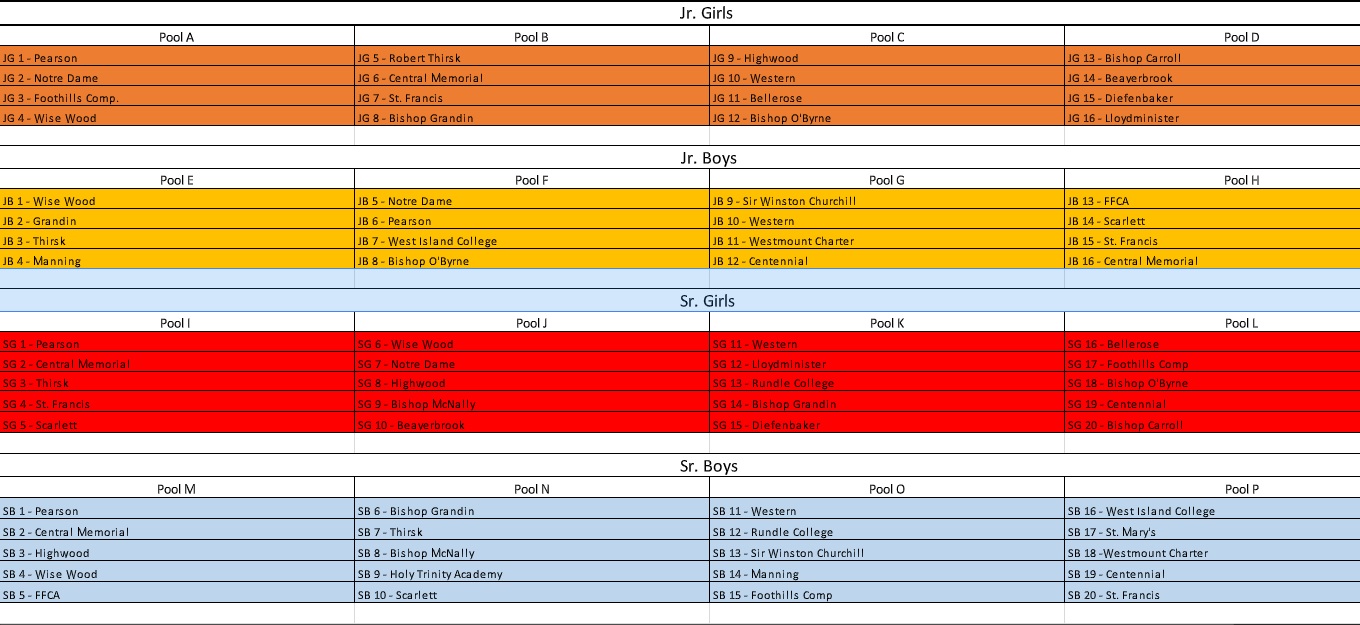 Jr. Girls
Pool A Pool B Pool C Pool D
JG 1 - Pearson JG 5 - Robert Thirsk JG 9 - Highwood JG 13 - Bishop Carroll
JG 2 - Notre Dame JG 6 - Central Memorial JG 10 - Western JG 14 - Beayerbrook
JG 3 - Foothills Comp. JG 7 - St. Francis JG 11 - Bellerose JG 15 - Diefenbaker
JG 4 - Wise Wood JG 8 - Bishop Grandin JG 12 - Bishop O'Byrne JG 16 - Lloydminister
Jr. Boys
Pool E Pool F Pool G Pool H
JB 1 - Wise Wood JB 5 - Notre Dame JB 9 - Sir Winston Churchill JB 13 - FFCA
JB 2 - Grandin JB 6 - Pearson JB 10 - Western JB 14 - Scarlett
JB 3 - Thirsk JB 7 - West Island College JB 11 - Westmount Charter JB 15 - St. Francis
JB 4 - Manning JB 8 - Bishop O'Byrne JB 12 - Centennial JB 16 - Central Memorial
Sr. Girls
Pool I Pool J Pool K Pool L
SG 1 - Pearson SG 6 - Wise Wood SG 11 - Western SG 16 - Bellerose
SG 2 - Central Memorial SG 7 - Notre Dame SG 12 - Lloydminister SG 17 - Foothills Comp
SG 3 - Thirsk SG 8 - Highwood SG 13 - Rundle College SG 18 - Bishop O'Byrne
SG 4 - St. Francis SG 9 - Bishop McNally SG 14 - Bishop Grandin SG 19 - Centennial
SG 5 - Scarlett SG 10 - Beayerbrook SG 15 - Diefenbaker SG 20 - Bishop Carroll
Sr. Boys
Pool M Pool N Pool O Pool P
SB 1 - Pearson SB 6 - Bishop Grandin SB 11 - Western SB 16 - West Island College
SB 2 - Central Memorial SB 7 - Thirsk SB 12 - Rundle College SB 17 - St. Mary's
SB 3 - Highwood SB 8 - Bishop McNally SB 13 - Sir Winston Churchill SB 18 -Westmount Charter
SB 4 - Wise Wood SB 9 - Holy Trinity Academy SB 14 - Manning SB 19 - Centennial
SB 5 - FFCA SB 10 - Scarlett SB 15 - Foothills Comp SB 20 - St. Francis